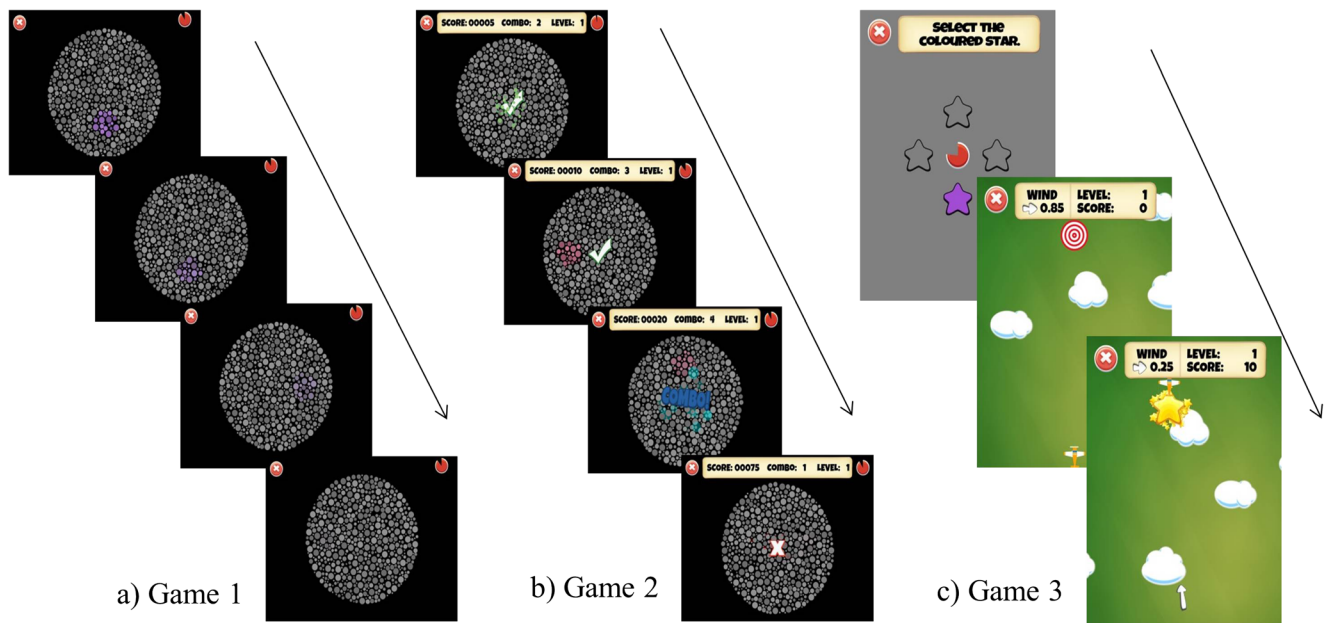 SCORE: 00005 COMBO: 2 LEVEL: 1
SCORE: 00010 COMBO: 3 LEVEL: 1
SCORE: 00020 COMBO: 4 LEVEL: 1
COMBO!
SCORE: 00075 COMBO: 1 LEVEL: 1
X
SELECT THE
COLOURED STAR.
WIND LEVEL: 1
0.85 SCORE: 0
WIND LEVEL: 1
0.25 SCORE: 10
a) Game 1
b) Game 2
c) Game 3